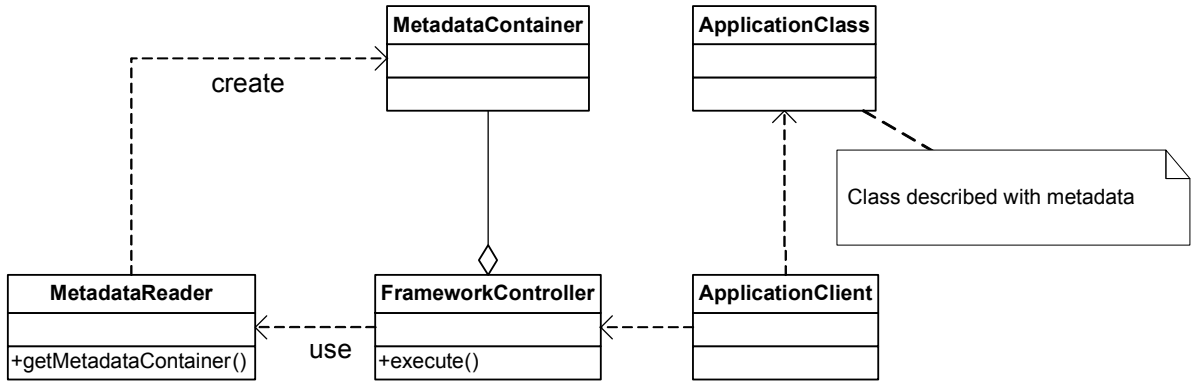 MetadataContainer
ApplicationClass
create
Class described with metadata
MetadataReader
+getMetadataContainer()
use
FrameworkController
+execute()
ApplicationClient